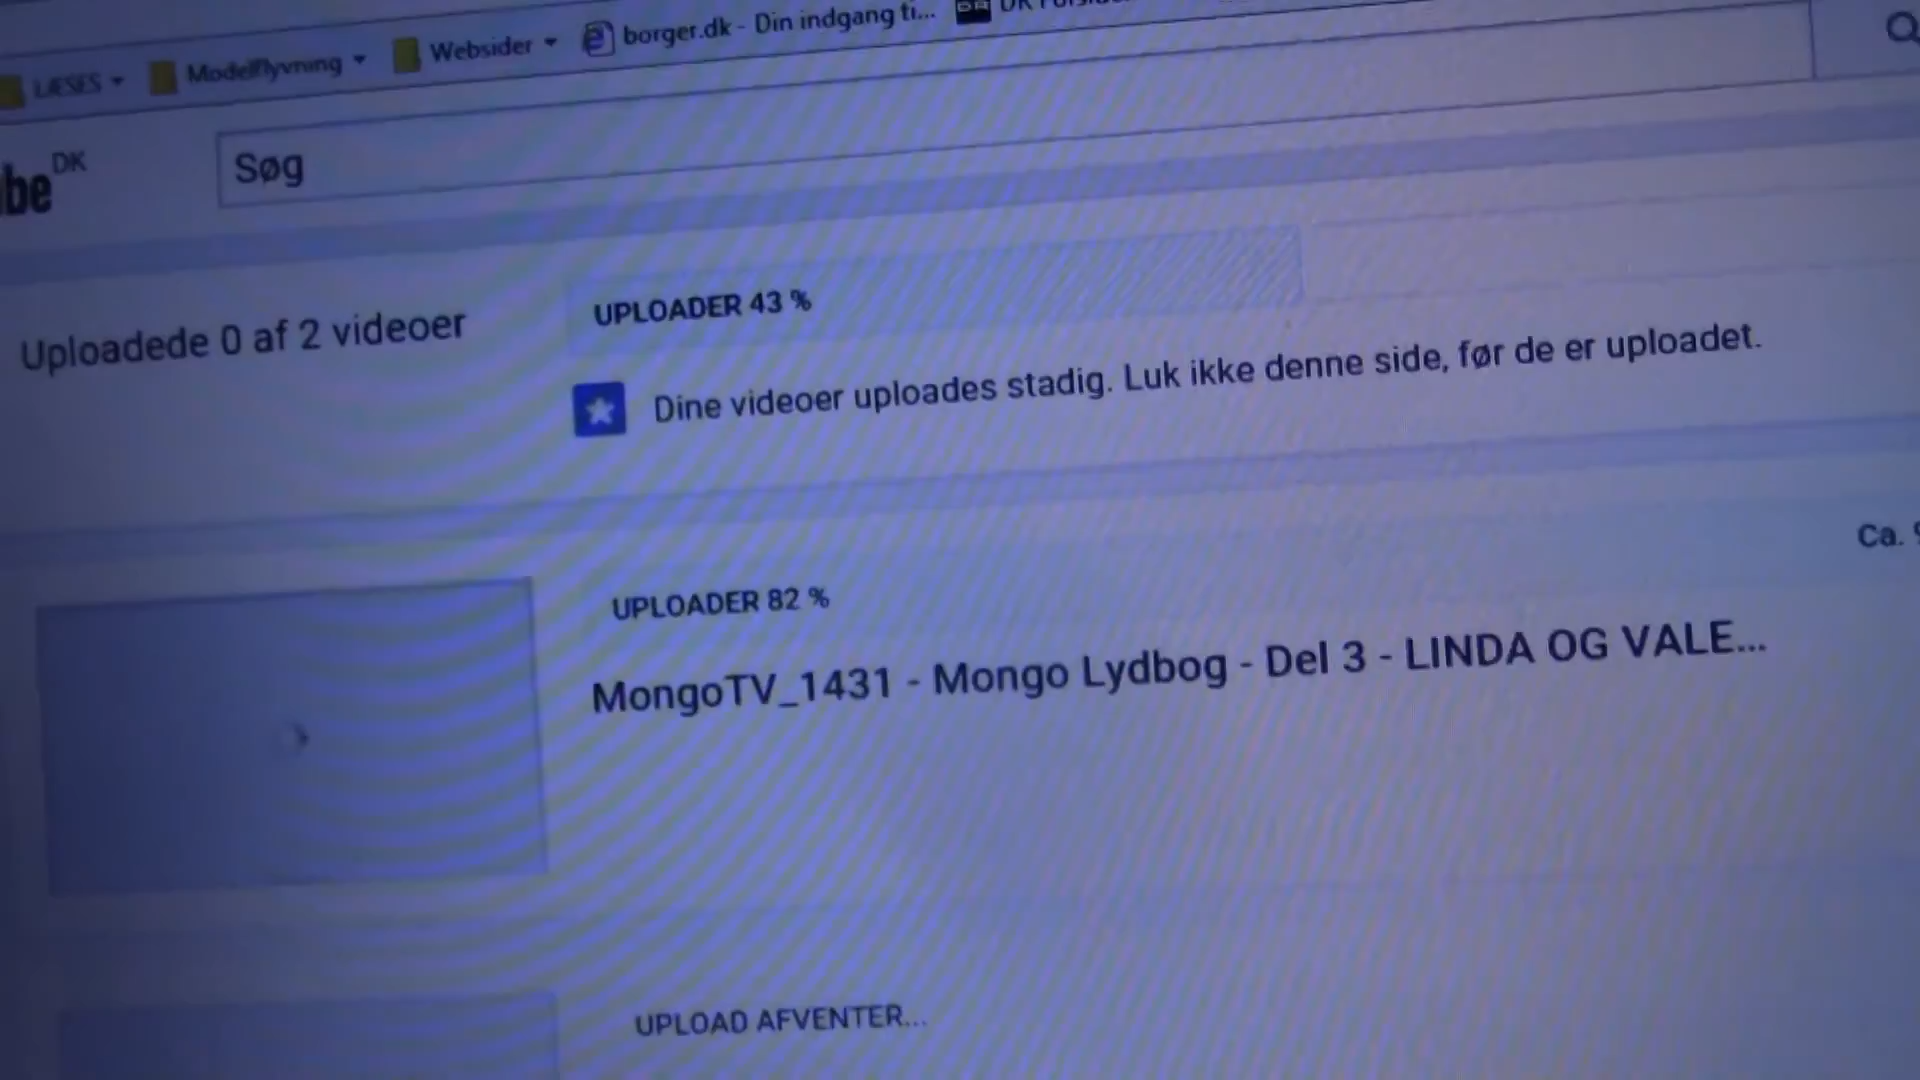 LÆSES
Modelflyvning
Websider
borger.dk - Din indgang ti...
be DK
Søg
Uploadede 0 af 2 videoer
UPLOADER 43 %
Dine videoer uploades stadig. Luk ikke denne side, før de er uploadet.
Ca.
UPLOADER 82 %
MongoTV_1431 - Mongo Lydbog - Del 3 - LINDA OG VALE...
UPLOAD AFVENTER...